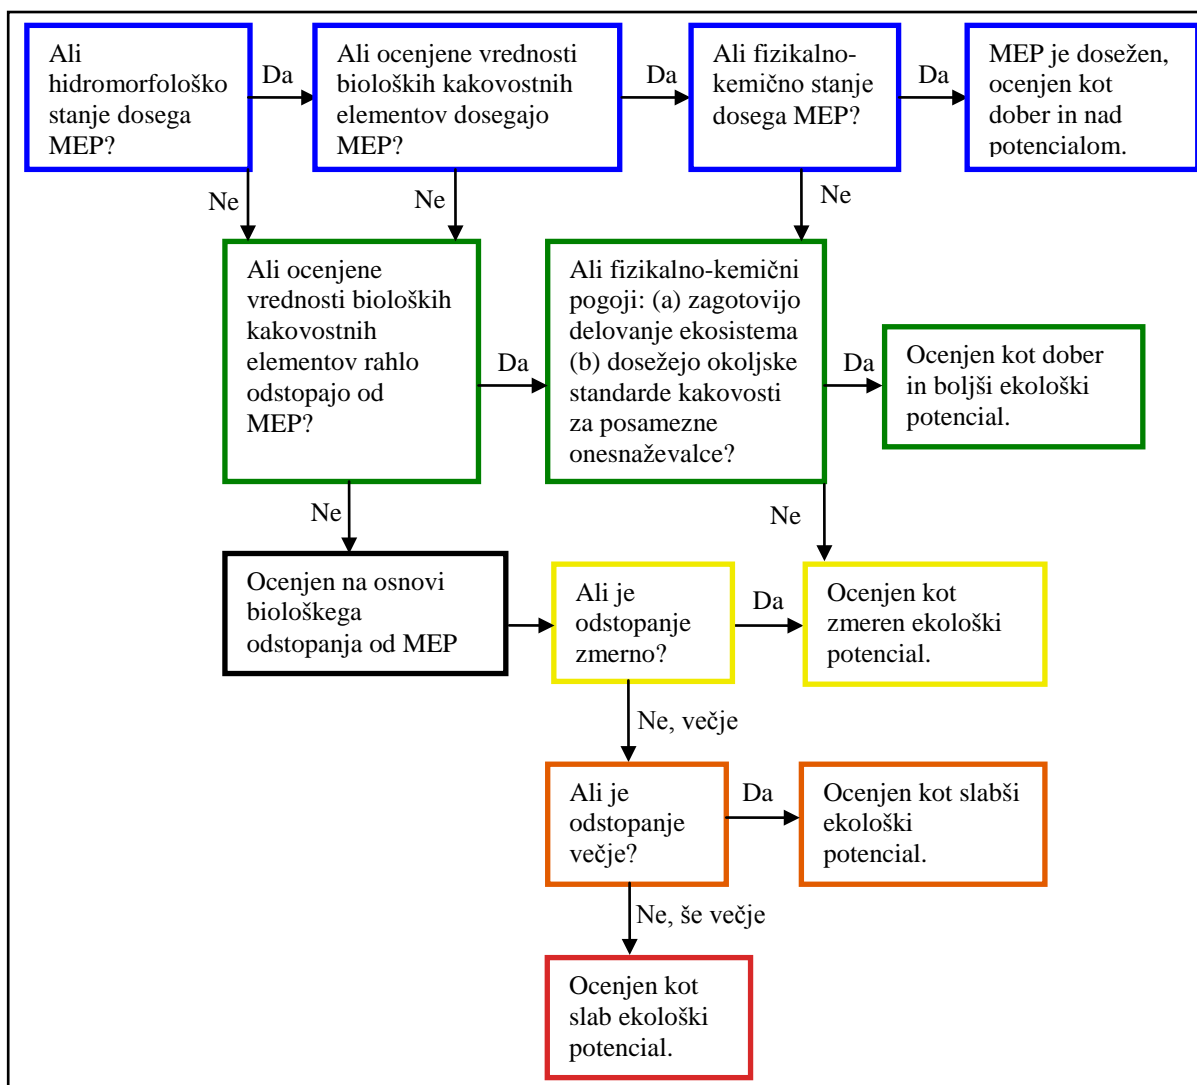 Ali
hidromorfološko
stanje dosega
MEP?
Da
Ali ocenjene vrednosti
bioloških kakovostnih
elementov dosegajo
MEP?
Da
Ali fizikalno-
kemično stanje
dosega MEP?
Da
MEP je dosežen,
ocenjen kot
dober in nad
potencialom.
Ne
Ne
Ne
Ali ocenjene
vrednosti bioloških
kakovostnih
elementov rahlo
odstopajo od
MEP?
Da
Ali fizikalno-kemični
pogoji: (a) zagotovijo
delovanje ekosistema
(b) dosežejo okoljske
standarde kakovosti
za posamezne
onesnaževalce?
Da
Ocenjen kot dober
in boljši ekološki
potencial.
Ne
Ne
Ocenjen na osnovi
biološkega
odstopanja od MEP
Ali je
odstopanje
zmerno?
Da
Ocenjen kot
zmeren ekološki
potencial.
Ne, večje
Ali je
odstopanje
večje?
Da
Ocenjen kot slabši
ekološki
potencial.
Ne, še večje
Ocenjen kot
slab ekološki
potencial.